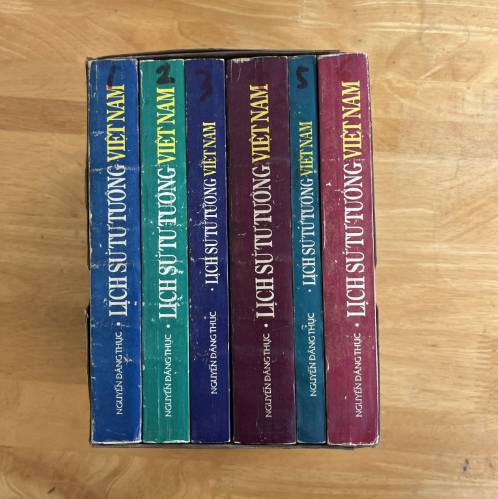 1
NGUYỄN ĐĂNG THỤC • LỊCH SỬ TƯ TƯỞNG VIỆT NAM
2
NGUYỄN ĐĂNG THỤC • LỊCH SỬ TƯ TƯỞNG VIỆT NAM
3
NGUYỄN ĐĂNG THỤC • LỊCH SỬ TƯ TƯỞNG VIỆT NAM
NGUYỄN ĐĂNG THỤC • LỊCH SỬ TƯ TƯỞNG VIỆT NAM
5
NGUYỄN ĐĂNG THỤC • LỊCH SỬ TƯ TƯỞNG VIỆT NAM
NGUYỄN ĐĂNG THỤC • LỊCH SỬ TƯ TƯỞNG VIỆT NAM